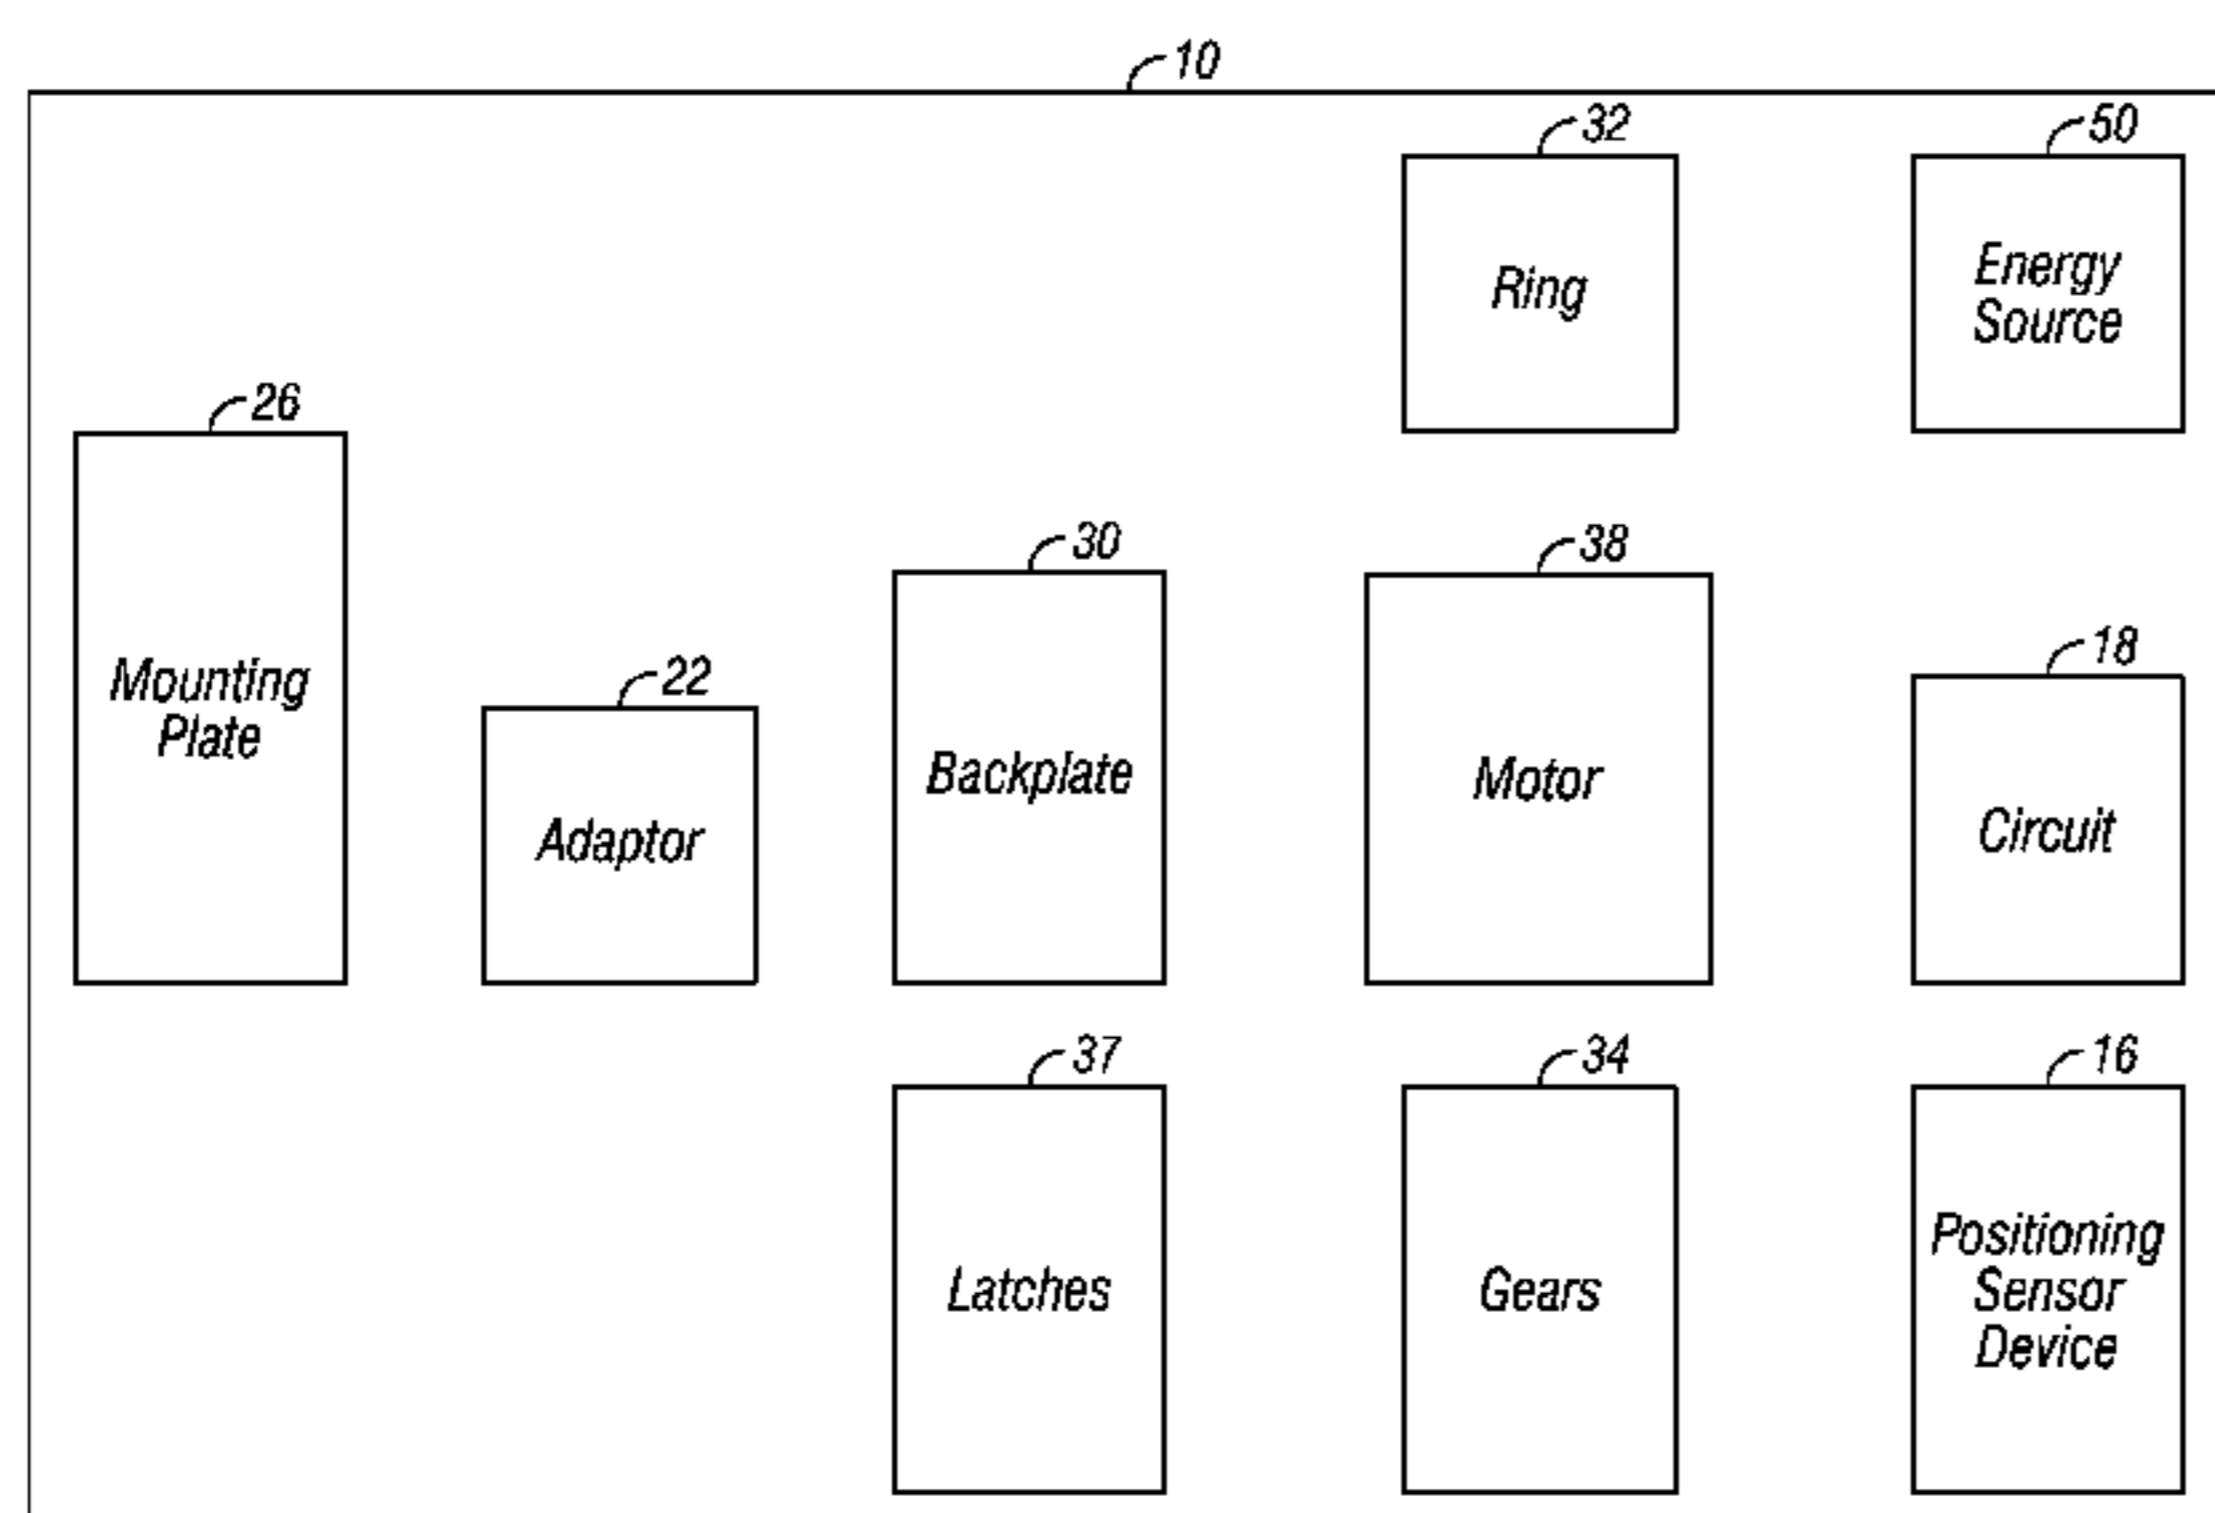 10
32
50
Ring
Energy
Source
26
30
38
18
22
Mounting
Plate
Adaptor
Backplate
Motor
Circuit
37
34
16
Latches
Gears
Positioning
Sensor
Device